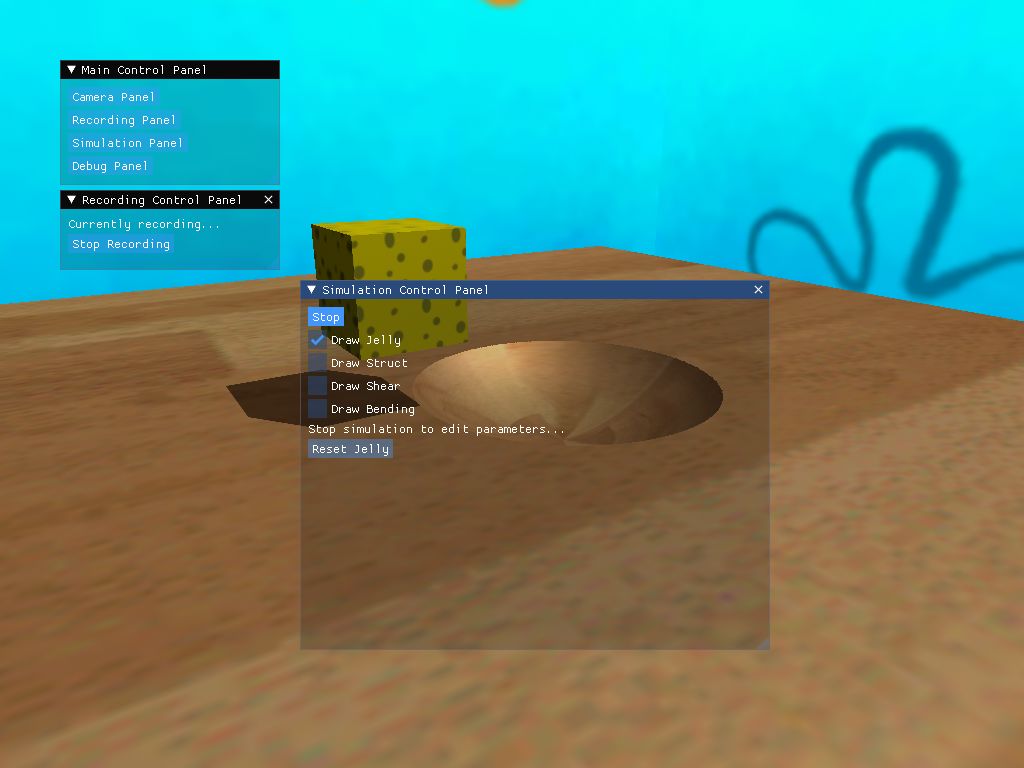 Main Control Panel
Camera Panel
Recording Panel
Simulation Panel
Debug Panel
Recording Control Panel
Currently recording...
Stop Recording
Simulation Control Panel
Stop
Draw Jelly
Draw Struct
Draw Shear
Draw Bending
Stop simulation to edit parameters...
Reset Jelly